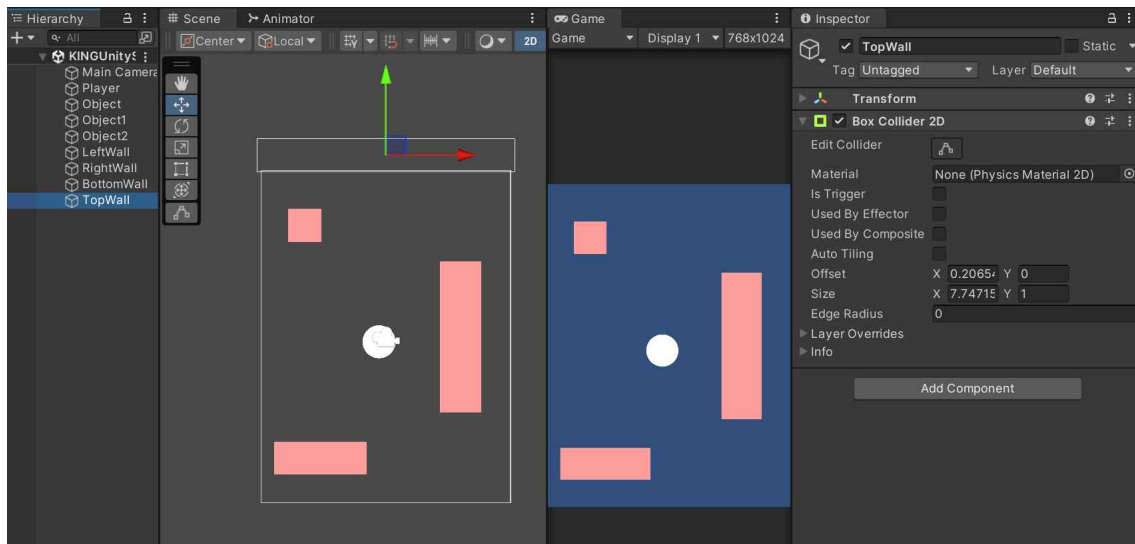 Hierarchy
All
KINGUnityS
Main Camera
Player
Object
Object1
Object2
LeftWall
RightWall
BottomWall
TopWall
Scene
Animator
Center
Local
2D
Game
Game
Display 1
768x1024
Inspector
TopWall
Static
Tag Untagged
Layer Default
Transform
Box Collider 2D
Edit Collider
Material None (Physics Material 2D)
Is Trigger
Used By Effector
Used By Composite
Auto Tiling
Offset X 0.20654 Y 0
Size X 7.74715 Y 1
Edge Radius 0
Layer Overrides
Info
Add Component